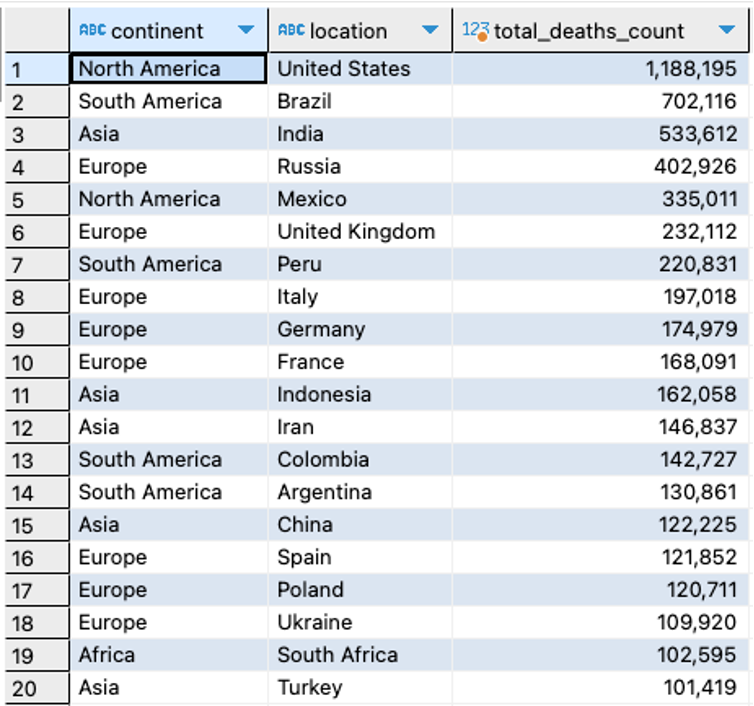 ABC continent ABC location 123 total_deaths_count
1 North America United States 1,188,195
2 South America Brazil 702,116
3 Asia India 533,612
4 Europe Russia 402,926
5 North America Mexico 335,011
6 Europe United Kingdom 232,112
7 South America Peru 220,831
8 Europe Italy 197,018
9 Europe Germany 174,979
10 Europe France 168,091
11 Asia Indonesia 162,058
12 Asia Iran 146,837
13 South America Colombia 142,727
14 South America Argentina 130,861
15 Asia China 122,225
16 Europe Spain 121,852
17 Europe Poland 120,711
18 Europe Ukraine 109,920
19 Africa South Africa 102,595
20 Asia Turkey 101,419